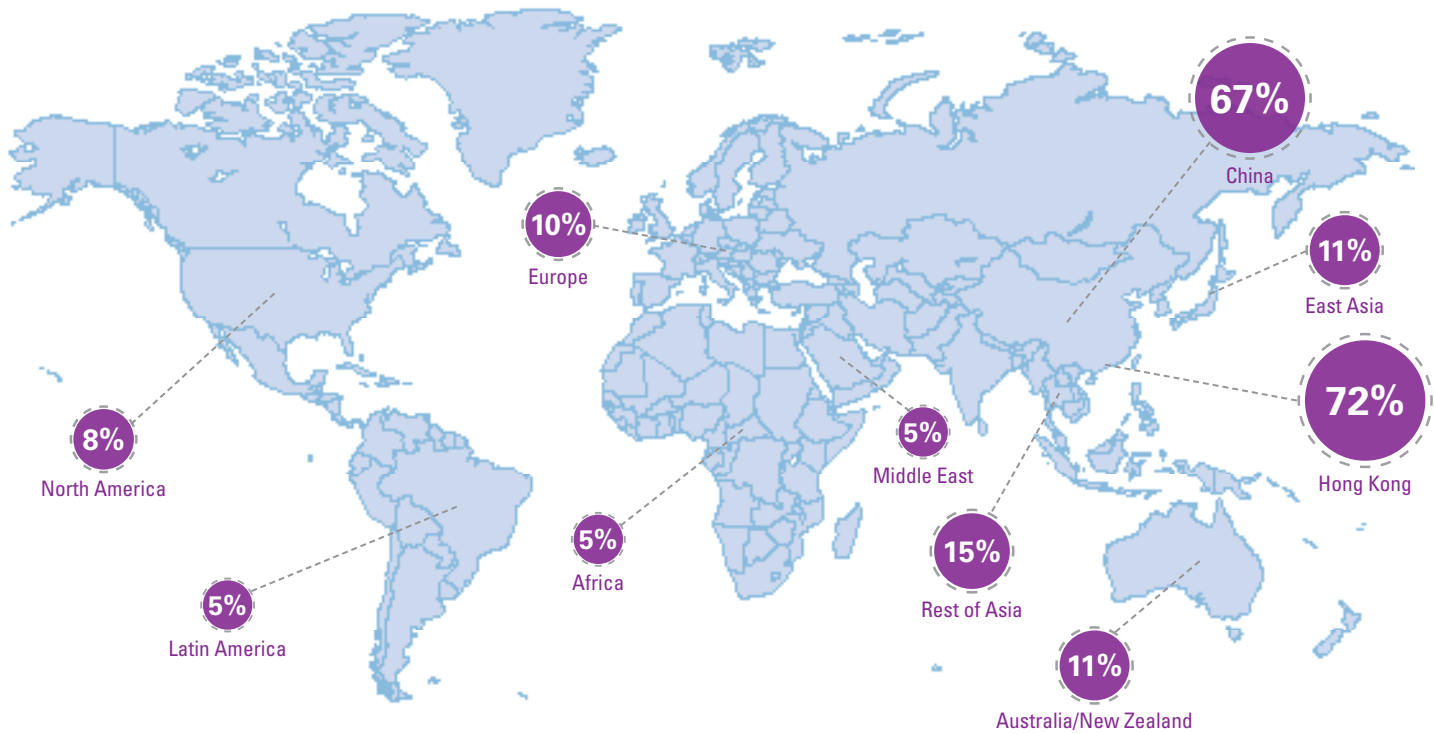 67%
China
10%
Europe
11%
East Asia
72%
Hong Kong
8%
North America
5%
Middle East
5%
Africa
15%
Rest of Asia
5%
Latin America
11%
Australia/New Zealand